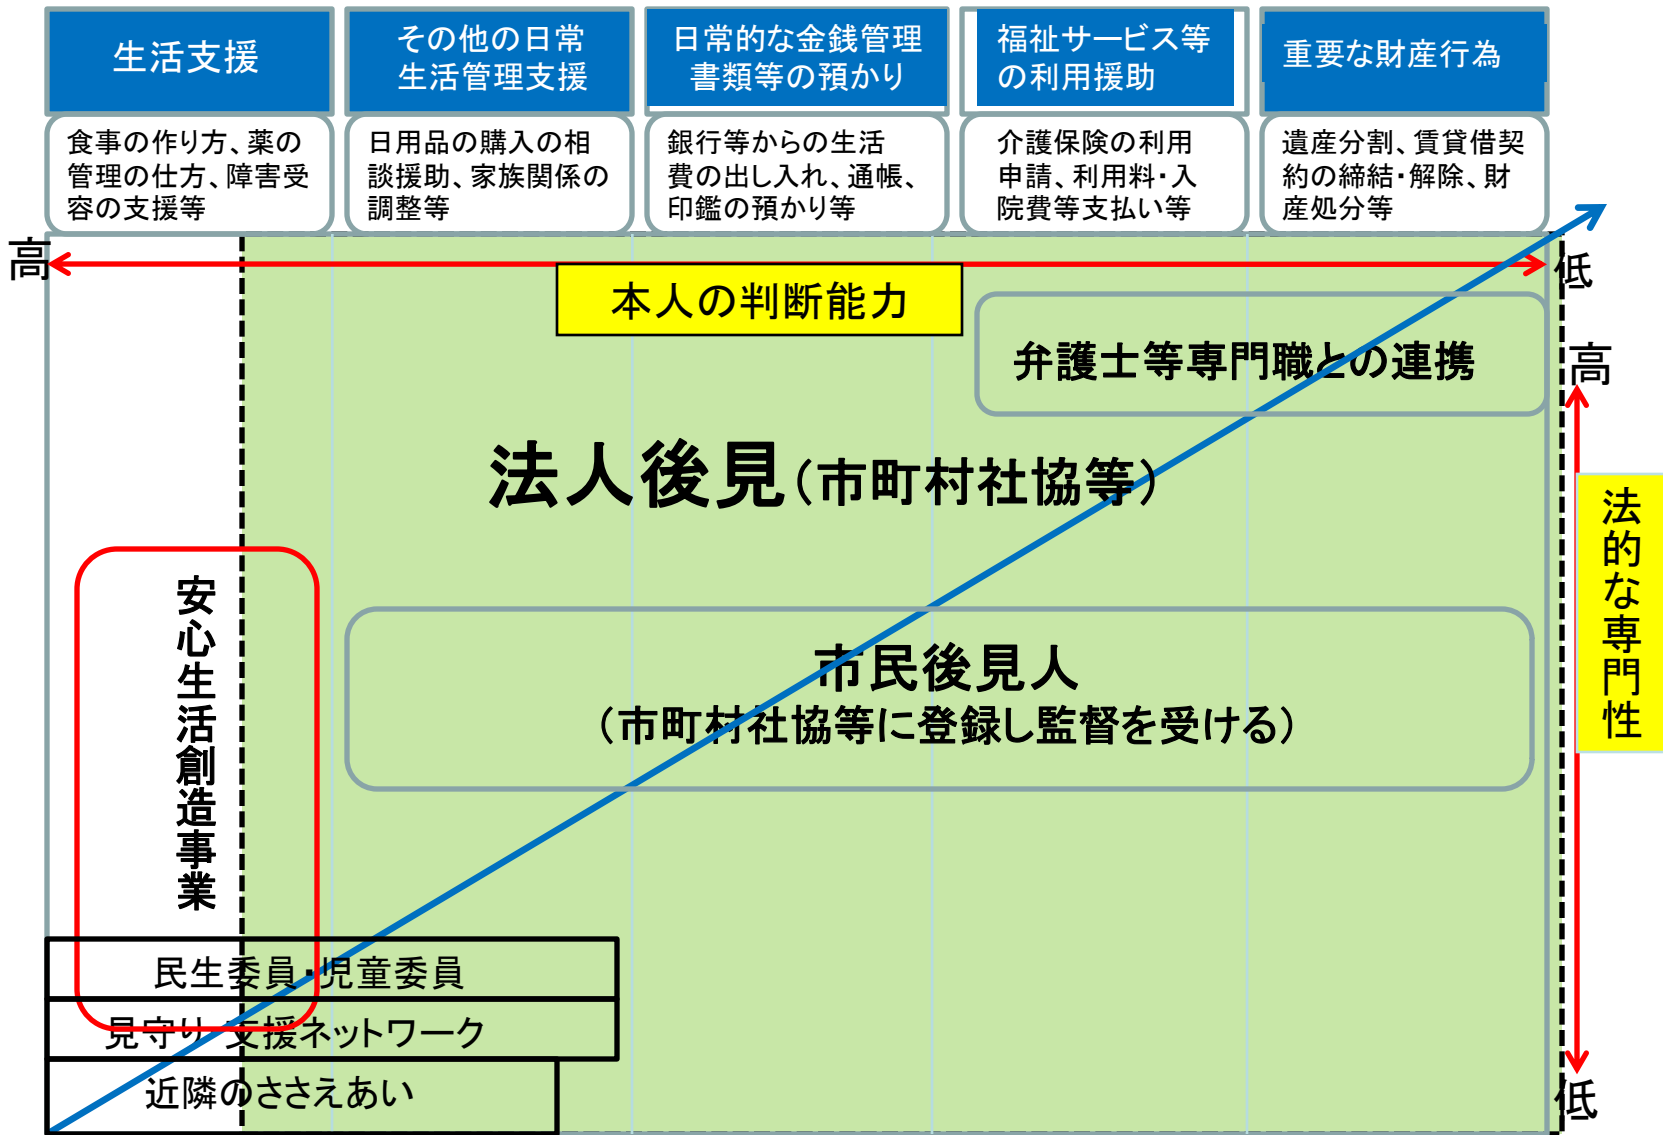 生活支援
その他の日常
生活管理支援
日常的な金銭管理
書類等の預かり
福祉サービス等
の利用援助
重要な財産行為
食事の作り方、薬の
管理の仕方、障害受
容の支援等
日用品の購入の相
談援助、家族関係の
調整等
銀行等からの生活
費の出し入れ、通帳、
印鑑の預かり等
介護保険の利用
申請、利用料・入
院費等支払い等
遺産分割、賃貸借契
約の締結・解除、財
産処分等
高
低
本人の判断能力
弁護士等専門職との連携
高
法人後見(市町村社協等)
法的な専門性
安心生活創造事業
市民後見人
(市町村社協等に登録し監督を受ける)
民生委員・児童委員
見守り 支援ネットワーク
近隣のささえあい
低